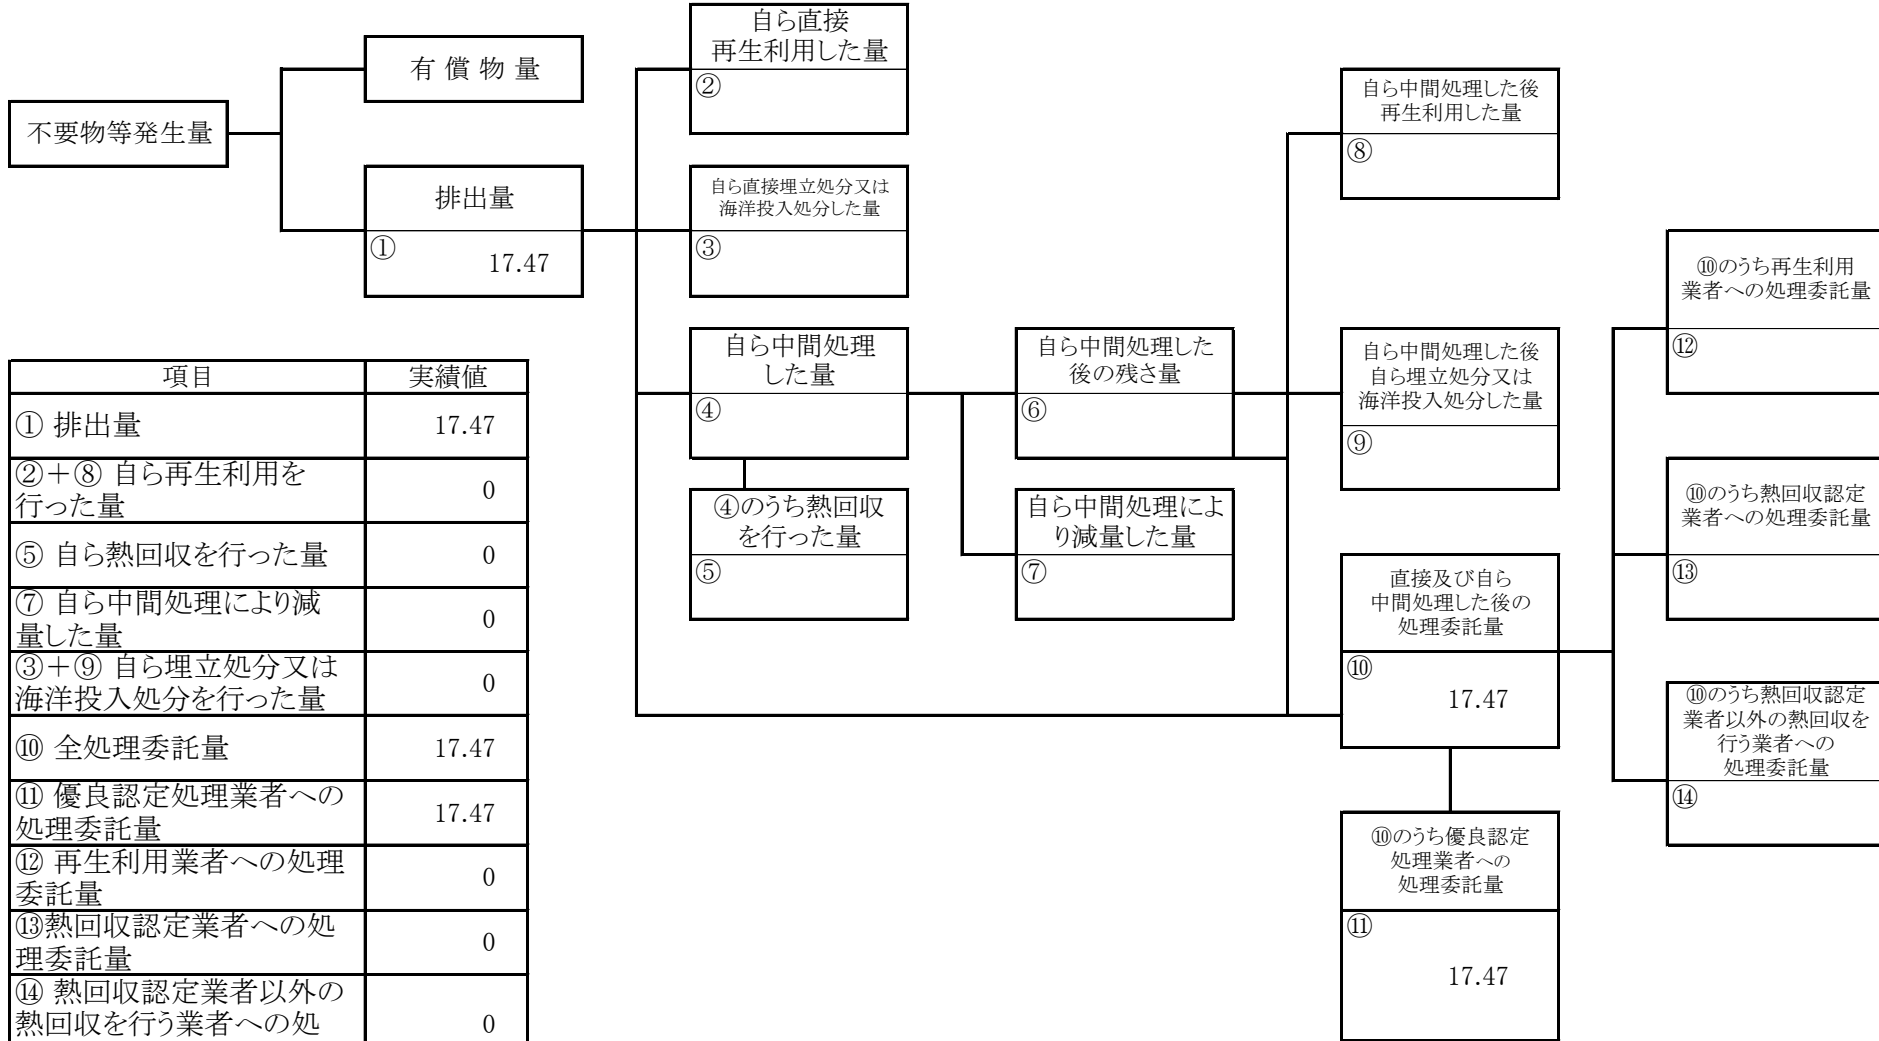 不要物等発生量
有償物量
排出量
①
17.47
自ら直接
再生利用した量
②
自ら直接埋立処分又は
海洋投入処分した量
③
自ら中間処理
した量
④
④のうち熱回収
を行った量
⑤
自ら中間処理した
後の残さ量
⑥
自ら中間処理によ
り減量した量
⑦
自ら中間処理した後
再生利用した量
⑧
自ら中間処理した後
自ら埋立処分又は
海洋投入処分した量
⑨
直接及び自ら
中間処理した後の
処理委託量
⑩
17.47
⑩のうち優良認定
処理業者への
処理委託量
⑪
17.47
⑩のうち再生利用
業者への処理委託量
⑫
⑩のうち熱回収認定
業者への処理委託量
⑬
⑩のうち熱回収認定
業者以外の熱回収を
行う業者への
処理委託量
⑭
項目 実績値
① 排出量 17.47
②+⑧ 自ら再生利用を
行った量 0
⑤ 自ら熱回収を行った量 0
⑦ 自ら中間処理により減
量した量 0
③+⑨ 自ら埋立処分又は
海洋投入処分を行った量 0
⑩ 全処理委託量 17.47
⑪ 優良認定処理業者への
処理委託量 17.47
⑫ 再生利用業者への処理
委託量 0
⑬熱回収認定業者への処
理委託量 0
⑭ 熱回収認定業者以外の
熱回収を行う業者への処 0